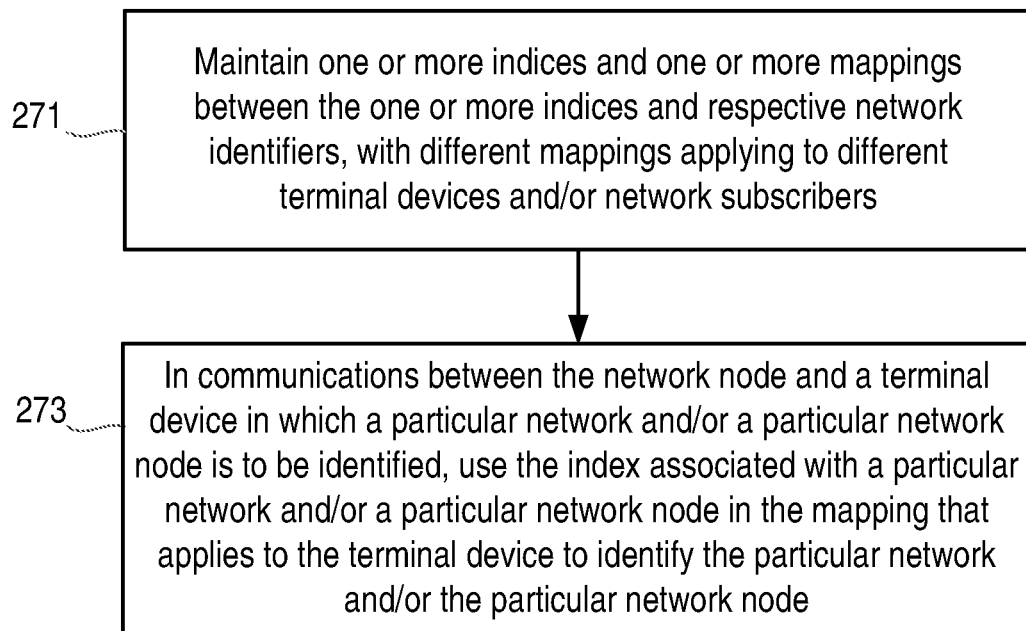 271
Maintain one or more indices and one or more mappings
between the one or more indices and respective network
identifiers, with different mappings applying to different
terminal devices and/or network subscribers
273
In communications between the network node and a terminal
device in which a particular network and/or a particular network
node is to be identified, use the index associated with a particular
network and/or a particular network node in the mapping that
applies to the terminal device to identify the particular network
and/or the particular network node